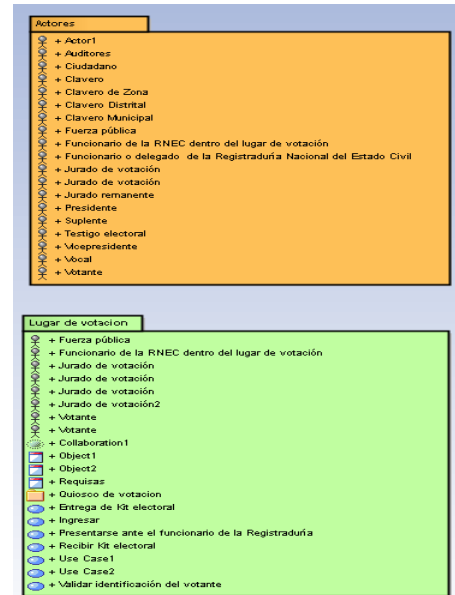 Actores
+ Actor1
+ Auditores
+ Ciudadano
+ Clavero
+ Clavero de Zona
+ Clavero Distrital
+ Clavero Municipal
+ Fuerza pública
+ Funcionario de la RNEC dentro del lugar de votación
+ Funcionario o delegado de la Registraduría Nacional del Estado Civil
+ Jurado de votación
+ Jurado de votación
+ Jurado remanente
+ Presidente
+ Suplente
+ Testigo electoral
+ Vicepresidente
+ Vocal
+ Votante
Lugar de votacion
+ Fuerza pública
+ Funcionario de la RNEC dentro del lugar de votación
+ Jurado de votación
+ Jurado de votación
+ Jurado de votación
+ Jurado de votación2
+ Votante
+ Votante
+ Collaboration1
+ Object1
+ Object2
+ Requisas
+ Quiosco de votacion
+ Entrega de Kit electoral
+ Ingresar
+ Presentarse ante el funcionario de la Registraduría
+ Recibir Kit electoral
+ Use Case1
+ Use Case2
+ Validar identificación del votante